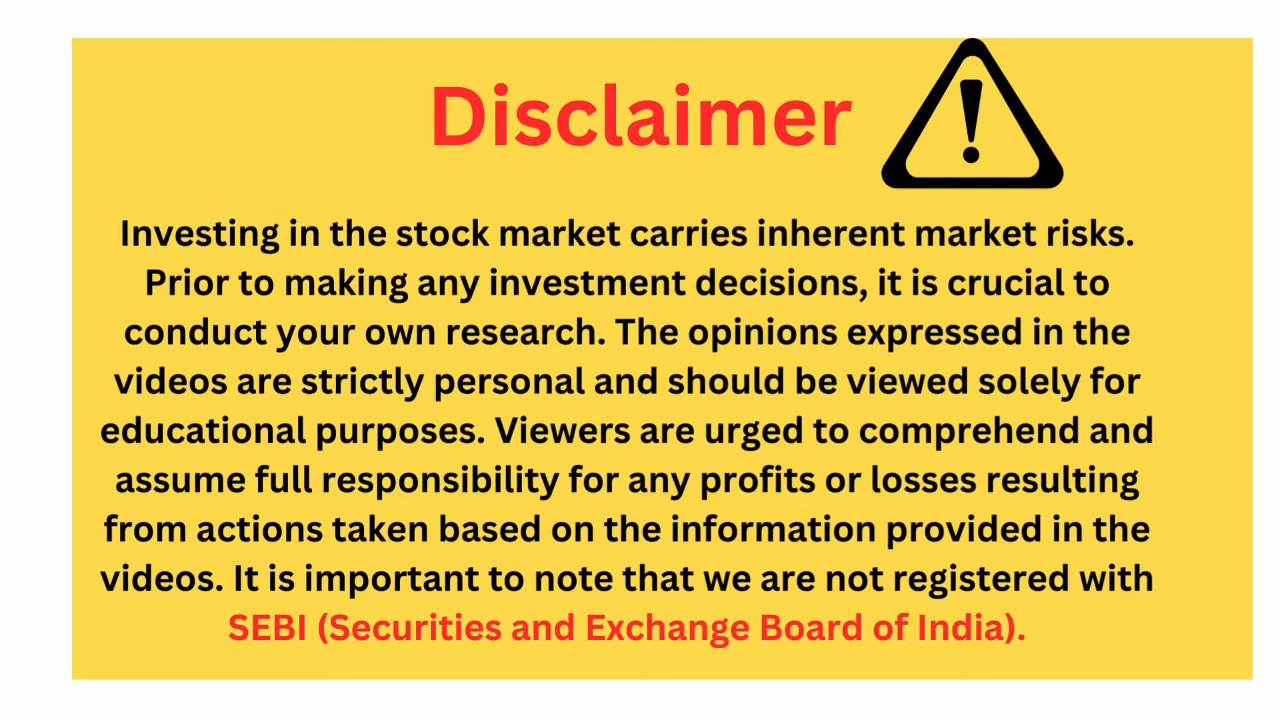 Disclaimer
Investing in the stock market carries inherent market risks.
Prior to making any investment decisions, it is crucial to
conduct your own research. The opinions expressed in the
videos are strictly personal and should be viewed solely for
educational purposes. Viewers are urged to comprehend and
assume full responsibility for any profits or losses resulting
from actions taken based on the information provided in the
videos. It is important to note that we are not registered with
SEBI (Securities and Exchange Board of India).